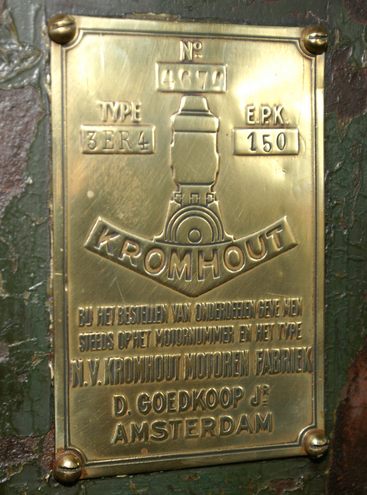 Nº
TYPE E.P.K.
3ER4 150
KROMHOUT
BIJ HET BESTELLEN VAN ONDERDEELEN GEVE MEN
STEEDS OP HET MOTORNUMMER EN HET TYPE
N.V. KROMHOUT MOTOREN FABRIEK
D. GOEDKOOP Jr
AMSTERDAM